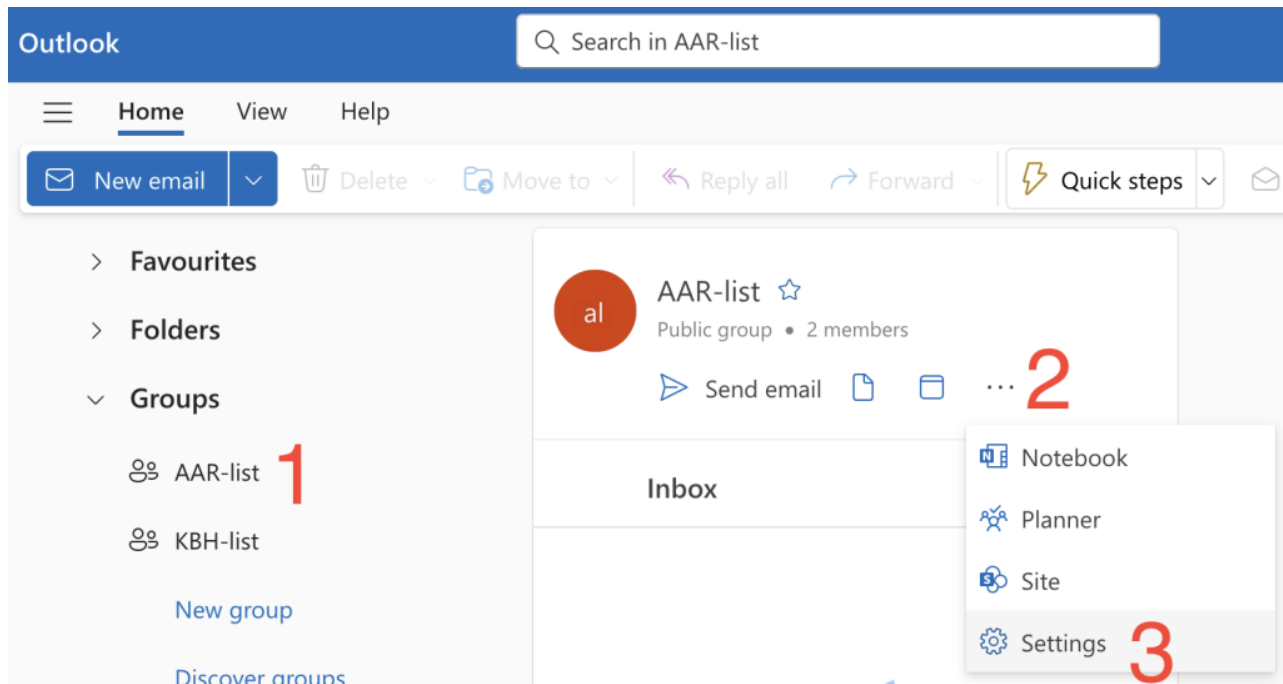 Outlook
Search in AAR-list
Home View Help
New email Delete Move to Reply all Forward Quick steps
Favourites
Folders
Groups
AAR-list 1
KBH-list
New group
Discover groups
al
AAR-list
Public group • 2 members
Send email ... 2
Inbox
Notebook
Planner
Site
Settings 3